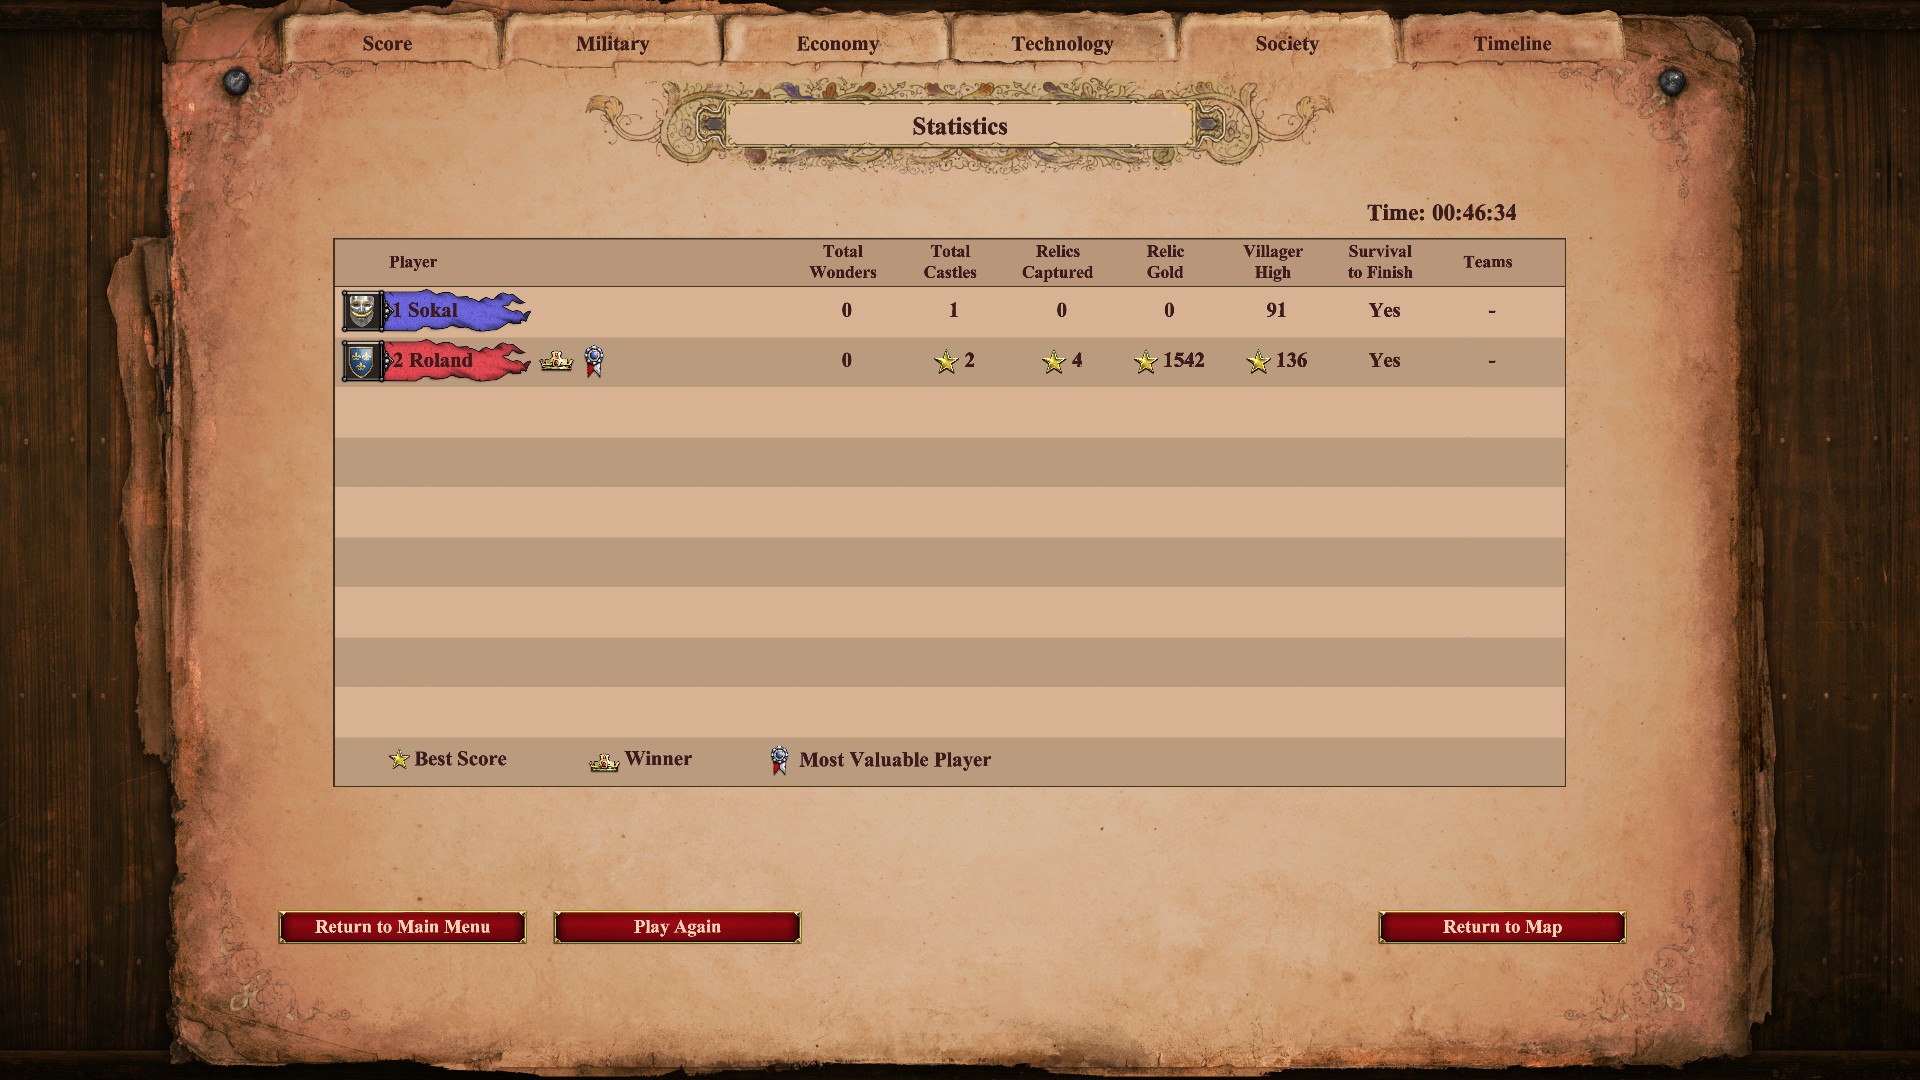 Score Military Economy Technology Society Timeline
Statistics
Time: 00:46:34
Player Total Wonders Total Castles Relics Captured Relic Gold Villager High Survival to Finish Teams
1 Sokal 0 1 0 0 91 Yes -
2 Roland 0 2 4 1542 136 Yes -
Best Score Winner Most Valuable Player
Return to Main Menu Play Again Return to Map